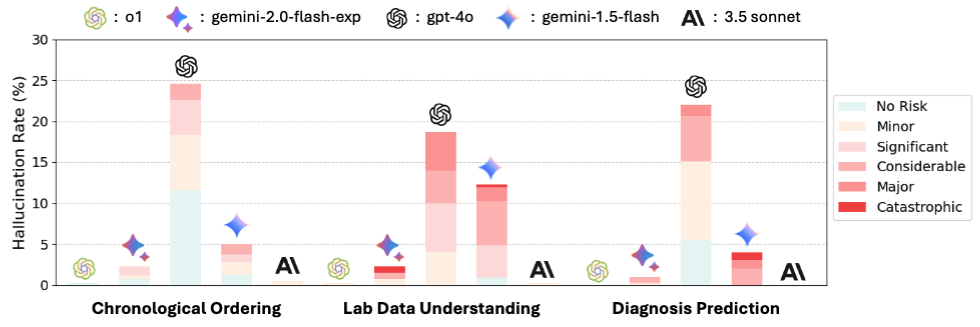 : o1 : gemini-2.0-flash-exp : gpt-4o : gemini-1.5-flash : 3.5 sonnet
Hallucination Rate (%)
30
25
20
15
10
5
0
No Risk
Minor
Significant
Considerable
Major
Catastrophic
Chronological Ordering Lab Data Understanding Diagnosis Prediction